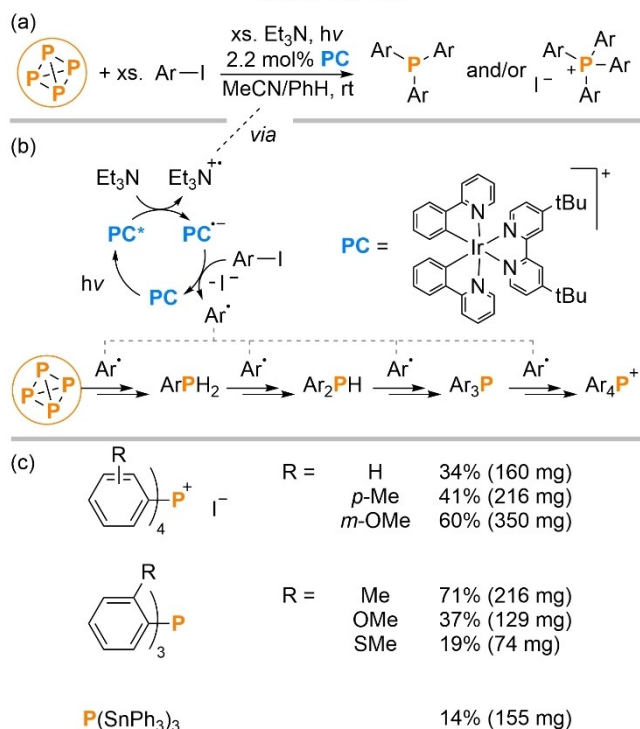 (a)
P P P P + xs. Ar—I
xs. Et₃N, hν
2.2 mol% PC
MeCN/PhH, rt
Ar Ar P Ar and/or I⁻ Ar Ar P⁺ Ar Ar
via
(b)
Et₃N Et₃N⁺•
PC* PC•⁻
Ar—I
- I⁻
hν PC
Ar•
PC = N N Ir N N tBu tBu +
Ar• Ar• Ar• Ar•
P P P P ArPH₂ Ar₂PH Ar₃P Ar₄P⁺
(c)
R P⁺ 4 I⁻
R = H 34% (160 mg)
p-Me 41% (216 mg)
m-OMe 60% (350 mg)
R P 3
R = Me 71% (216 mg)
OMe 37% (129 mg)
SMe 19% (74 mg)
P(SnPh₃)₃ 14% (155 mg)